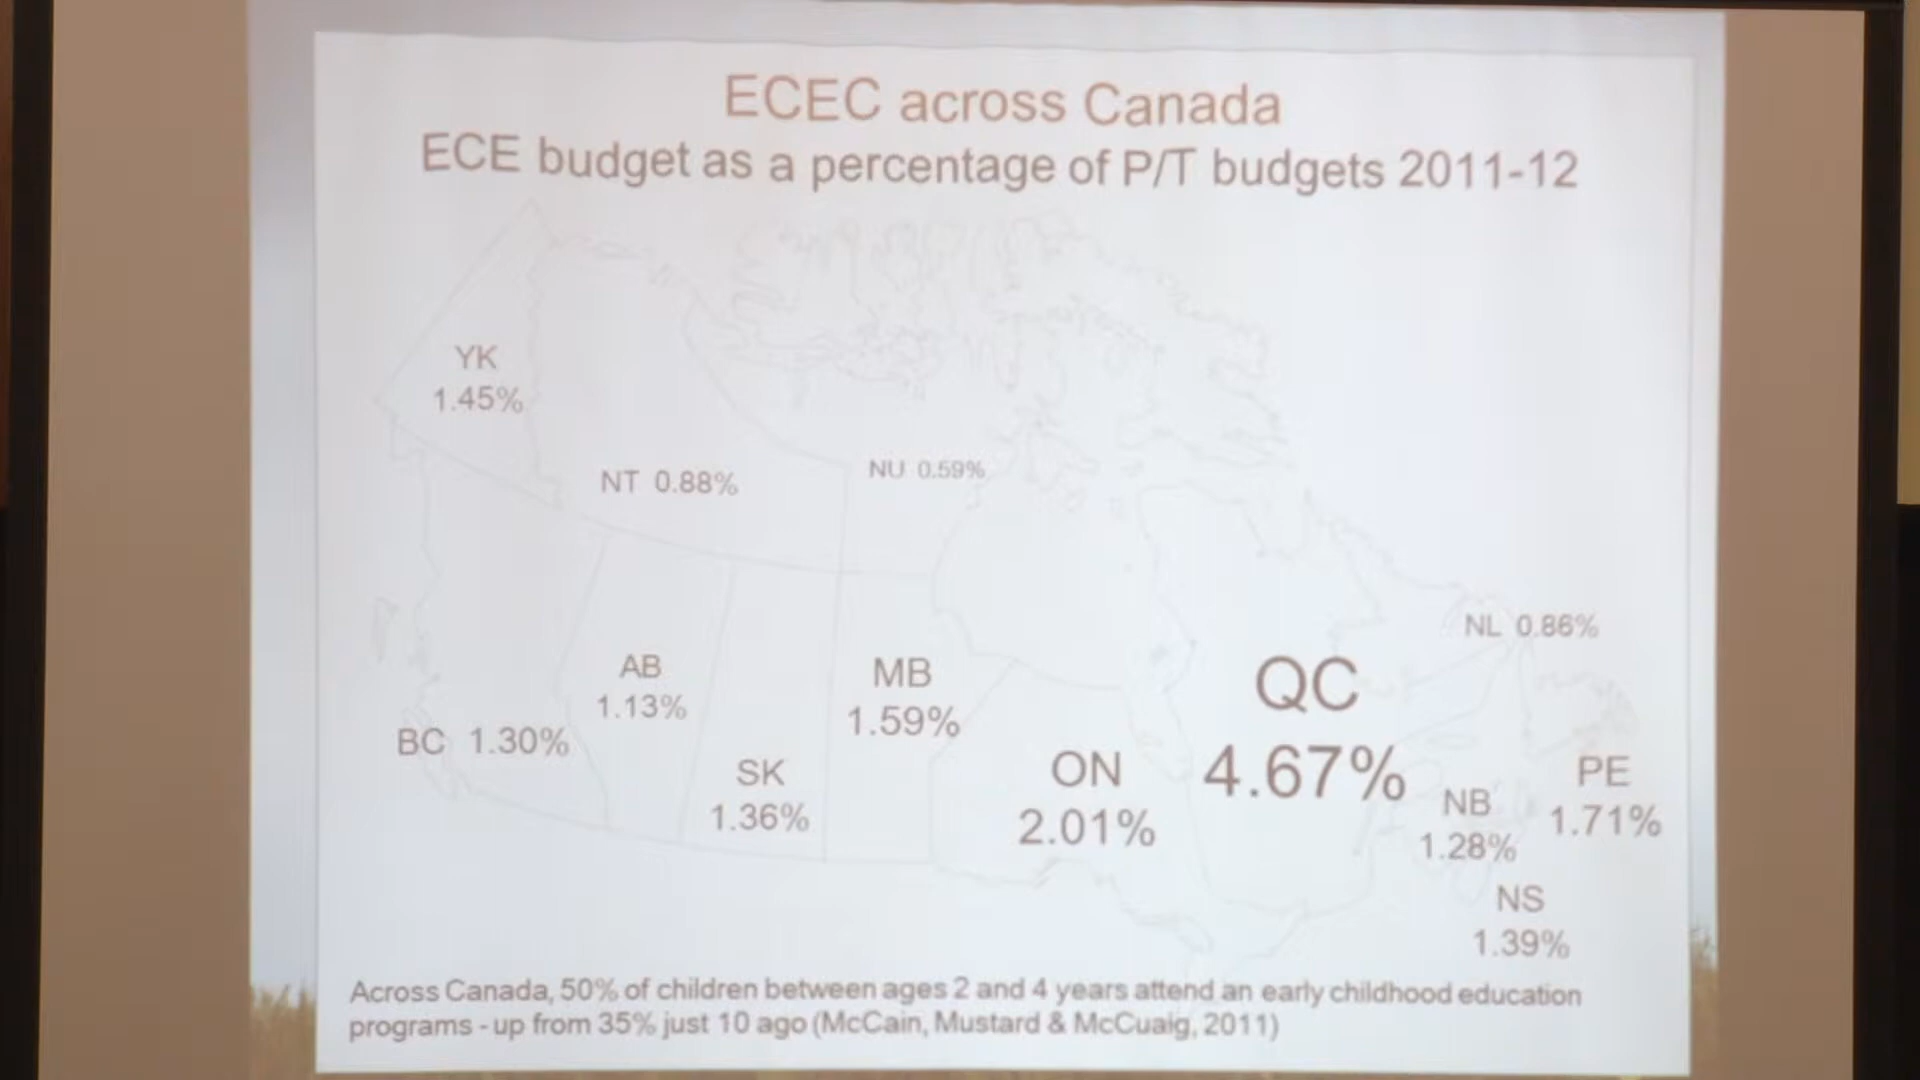 ECEC across Canada
ECE budget as a percentage of P/T budgets 2011-12
YK
1.45%
NT 0.88%
NU 0.59%
NL 0.86%
AB
1.13%
BC 1.30%
SK
1.36%
MB
1.59%
ON
2.01%
QC
4.67%
NB
1.28%
PE
1.71%
NS
1.39%
Across Canada, 50% of children between ages 2 and 4 years attend an early childhood education
programs - up from 35% just 10 ago (McCain, Mustard & McCuaig, 2011)